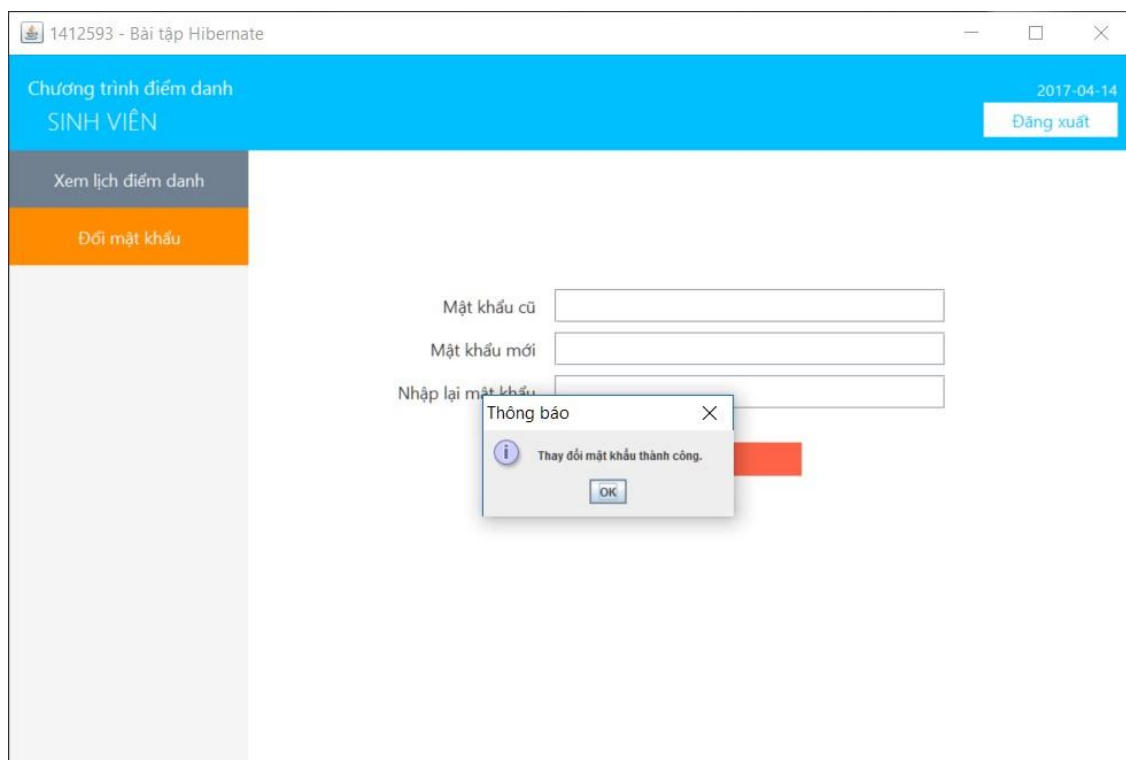 1412593 - Bài tập Hibernate
Chương trình điểm danh
2017-04-14
SINH VIÊN
Đăng xuất
Xem lịch điểm danh
Đổi mật khẩu
Mật khẩu cũ
Mật khẩu mới
Nhập lại mật khẩu
Thông báo
Thay đổi mật khẩu thành công.
OK